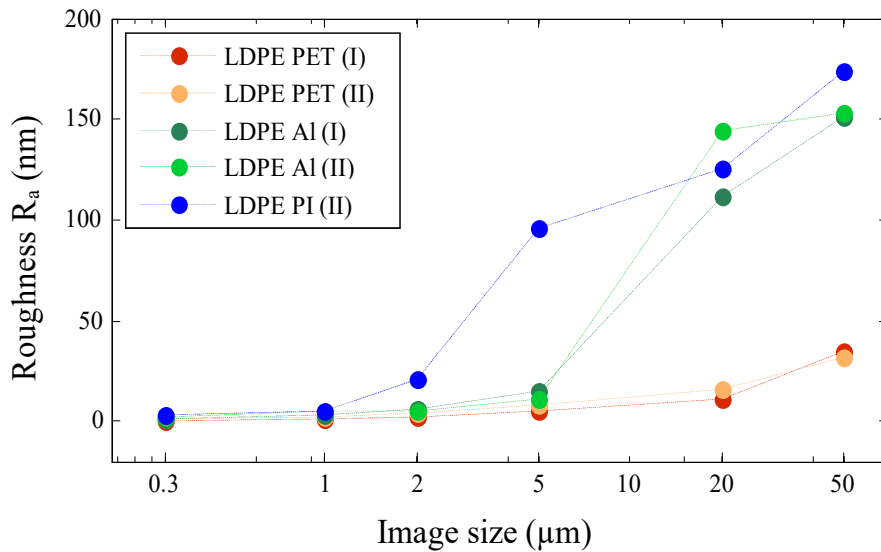 200
150
100
50
0
LDPE PET (I)
LDPE PET (II)
LDPE Al (I)
LDPE Al (II)
LDPE PI (II)
Roughness Rₐ (nm)
0.3 1 2 5 10 20 50
Image size (μm)